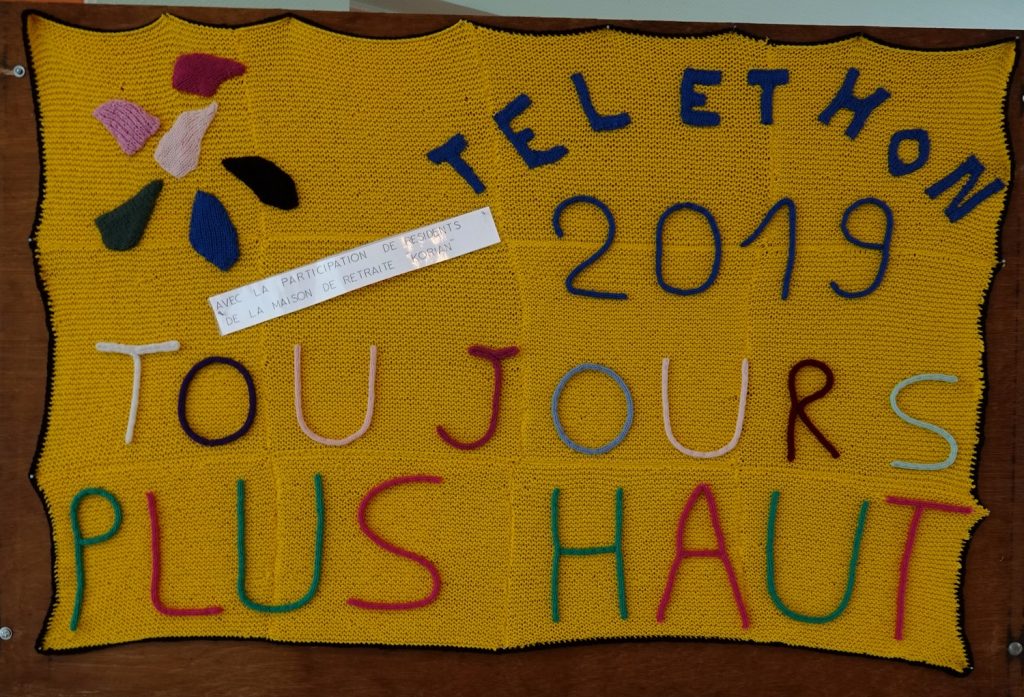 TELETHON
2019
AVEC LA PARTICIPATION DE RESIDENTS
DE LA MAISON DE RETRAITE "KORIAN"
TOUJOURS
PLUS HAUT